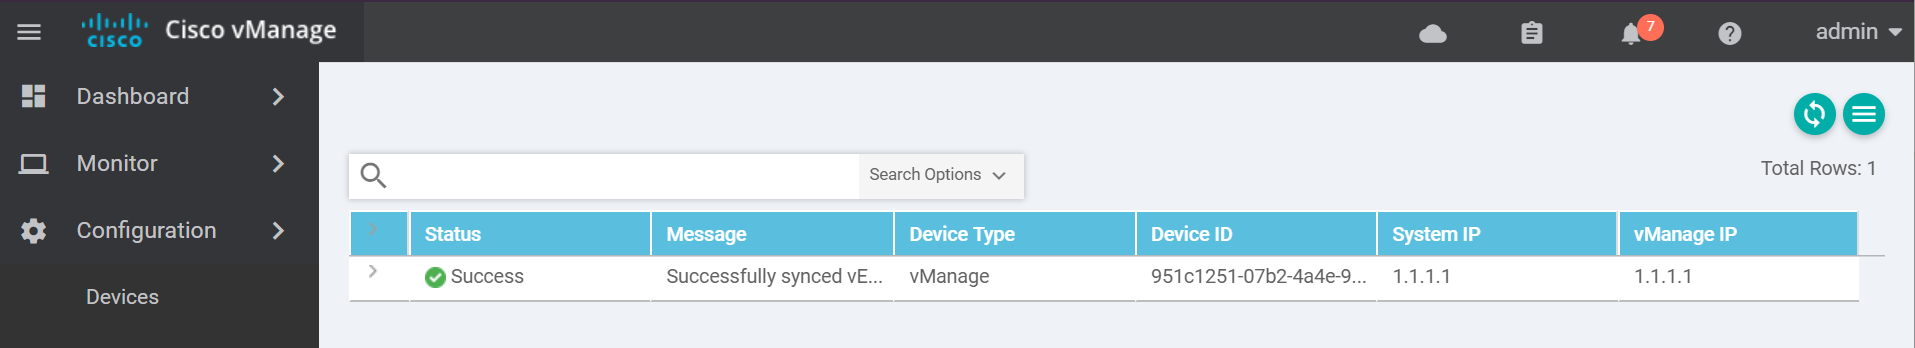 CISCO Cisco vManage 7 admin
Dashboard
Monitor
Configuration
Devices
Total Rows: 1
Search Options
Status Message Device Type Device ID System IP vManage IP
Success Successfully synced vE... vManage 951c1251-07b2-4a4e-9... 1.1.1.1 1.1.1.1